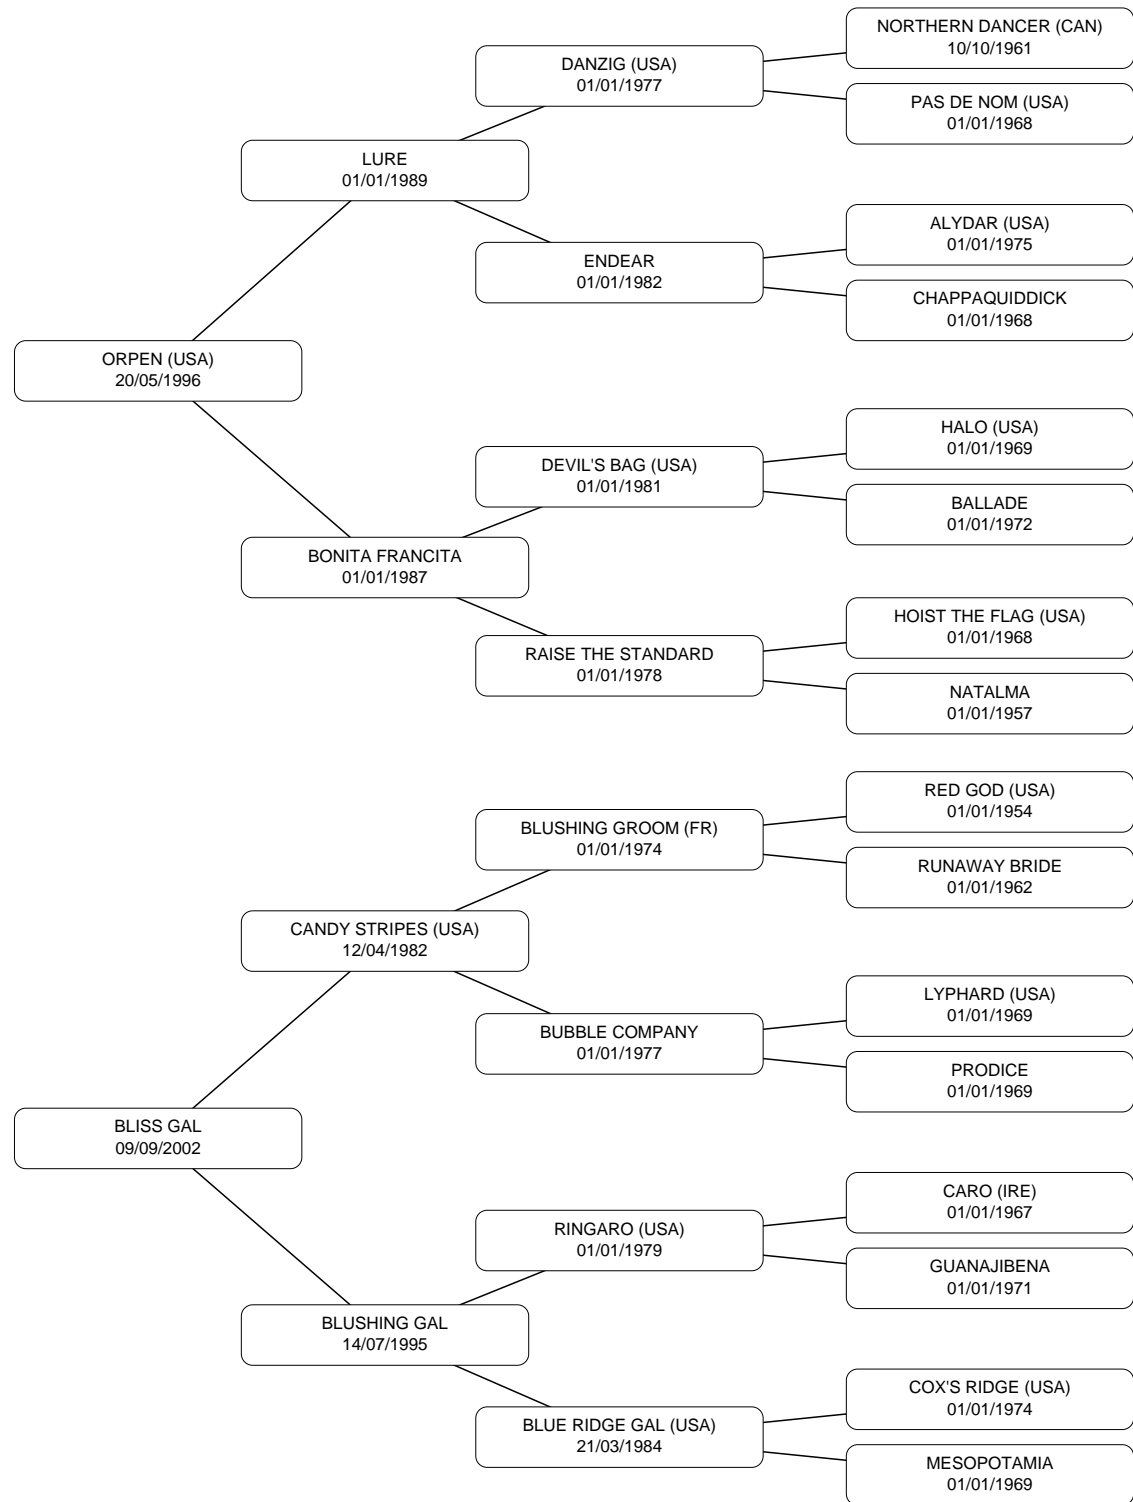 NORTHERN DANCER (CAN)
10/10/1961
DANZIG (USA)
01/01/1977
PAS DE NOM (USA)
01/01/1968
LURE
01/01/1989
ALYDAR (USA)
01/01/1975
ENDEAR
01/01/1982
CHAPPAQUIDDICK
01/01/1968
ORPEN (USA)
20/05/1996
HALO (USA)
01/01/1969
DEVIL'S BAG (USA)
01/01/1981
BALLADE
01/01/1972
BONITA FRANCITA
01/01/1987
HOIST THE FLAG (USA)
01/01/1968
RAISE THE STANDARD
01/01/1978
NATALMA
01/01/1957
RED GOD (USA)
01/01/1954
BLUSHING GROOM (FR)
01/01/1974
RUNAWAY BRIDE
01/01/1962
CANDY STRIPES (USA)
12/04/1982
LYPHARD (USA)
01/01/1969
BUBBLE COMPANY
01/01/1977
PRODICE
01/01/1969
BLISS GAL
09/09/2002
CARO (IRE)
01/01/1967
RINGARO (USA)
01/01/1979
GUANAJIBENA
01/01/1971
BLUSHING GAL
14/07/1995
COX'S RIDGE (USA)
01/01/1974
BLUE RIDGE GAL (USA)
21/03/1984
MESOPOTAMIA
01/01/1969